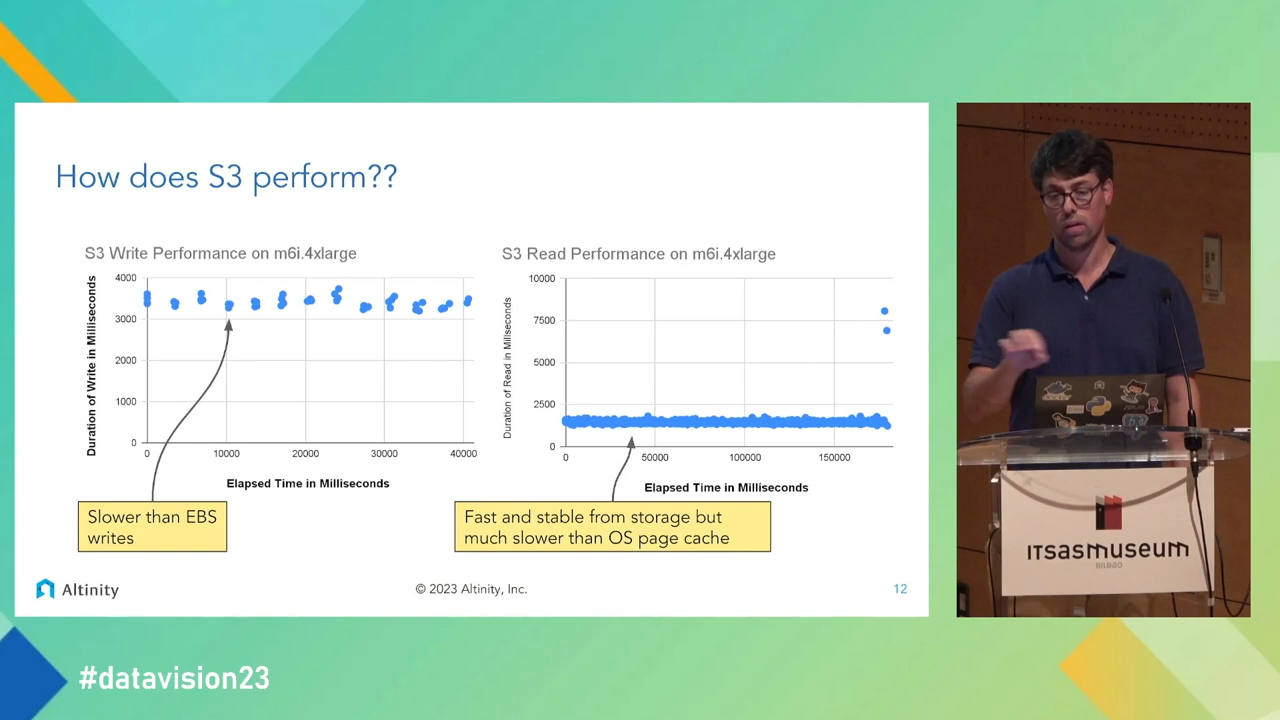 How does S3 perform??
S3 Write Performance on m6i.4xlarge
Duration of Write in Milliseconds
4000
3000
2000
1000
0
0
10000
20000
30000
40000
Elapsed Time in Milliseconds
Slower than EBS
writes
S3 Read Performance on m6i.4xlarge
Duration of Read in Milliseconds
10000
7500
5000
2500
0
0
50000
100000
150000
Elapsed Time in Milliseconds
Fast and stable from storage but
much slower than OS page cache
Altinity
© 2023 Altinity, Inc.
12
ITSASMUSEUM
BILBAO
#datavision23